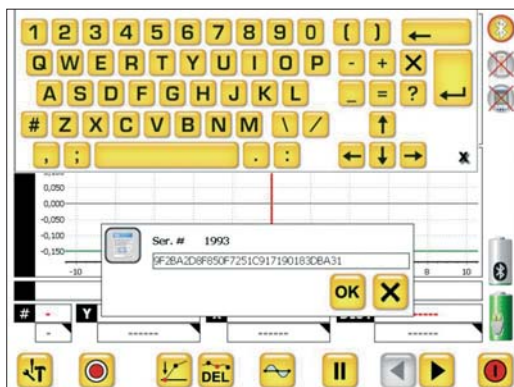 1 2 3 4 5 6 7 8 9 0 ( ) ←
Q W E R T Y U I O P - + X
A S D F G H J K L _ = ? ↵
# Z X C V B N M \ / ↑
, ; . : ← ↓ → x
0,050
0,000
-0,050
-0,100
-0,150
-10 8 10
Ser. # 1993
9F2BA2D8F850F7251C917190183DBA31
OK X
# - Y ------
- ------ ------ ------
T DEL